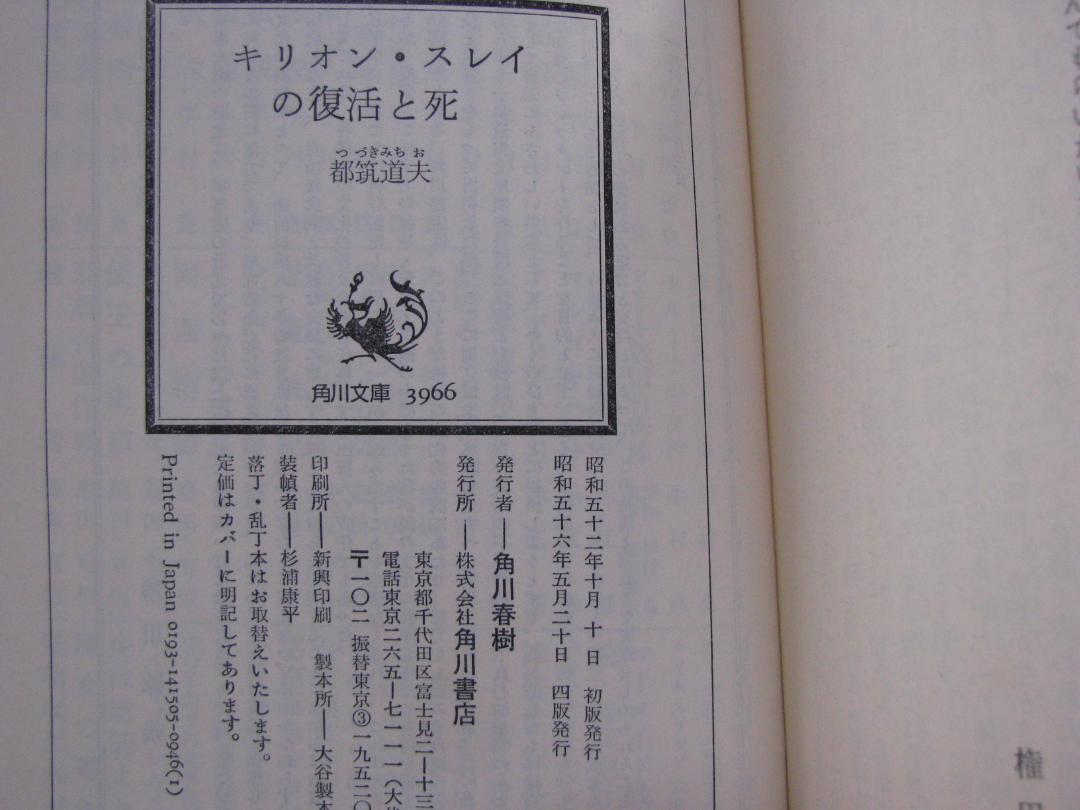 キリオン・スレイ
の復活と死
つづきみちお
都筑道夫
角川文庫 3966
昭和五十二年十月 十 日 初版発行
昭和五十六年五月二十日 四版発行
発行者——角川春樹
発行所——株式会社角川書店
東京都千代田区富士見二—十三
電話東京二六五—七一一一(大
〒一〇二 振替東京③一九五二〇
印刷所——新興印刷 製本所——大谷製本
装幀者——杉浦康平
落丁・乱丁本はお取替えいたします。
定価はカバーに明記してあります。
Printed in Japan 0193-141505-0946(1)
権